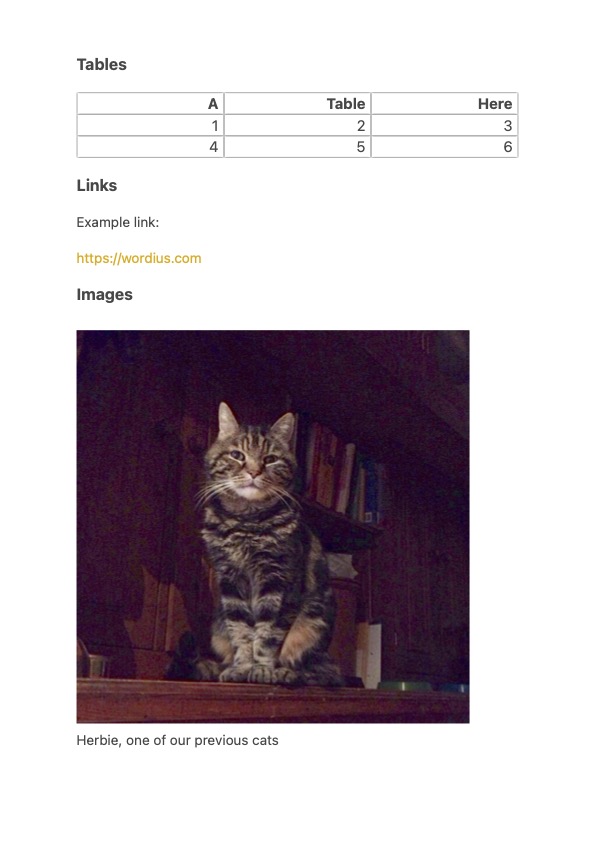 Tables
A Table Here
1 2 3
4 5 6
Links
Example link:
https://wordius.com
Images
Herbie, one of our previous cats